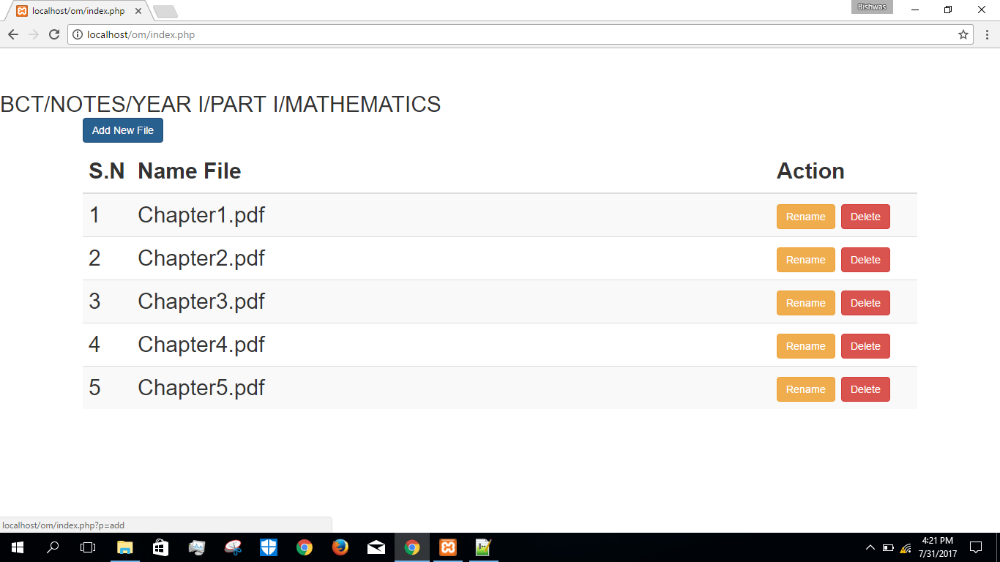 localhost/om/index.php
Bishwas
localhost/om/index.php
BCT/NOTES/YEAR I/PART I/MATHEMATICS
Add New File
S.N Name File Action
1 Chapter1.pdf Rename Delete
2 Chapter2.pdf Rename Delete
3 Chapter3.pdf Rename Delete
4 Chapter4.pdf Rename Delete
5 Chapter5.pdf Rename Delete
localhost/om/index.php?p=add
4:21 PM
7/31/2017